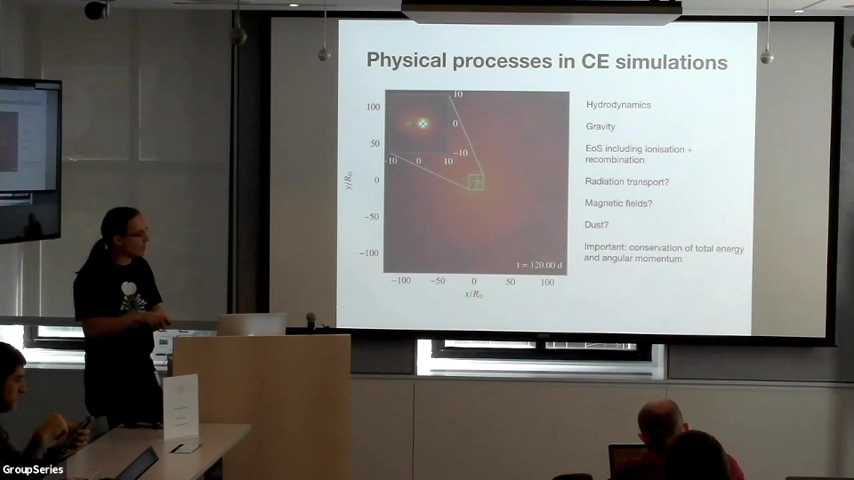 Physical processes in CE simulations
100
50
0
−50
−100
y/R☉
10
0
−10
−10 0 10
t = 120.00 d
−100 −50 0 50 100
x/R☉
Hydrodynamics
Gravity
EoS including ionisation +
recombination
Radiation transport?
Magnetic fields?
Dust?
Important: conservation of total energy
and angular momentum
GroupSeries